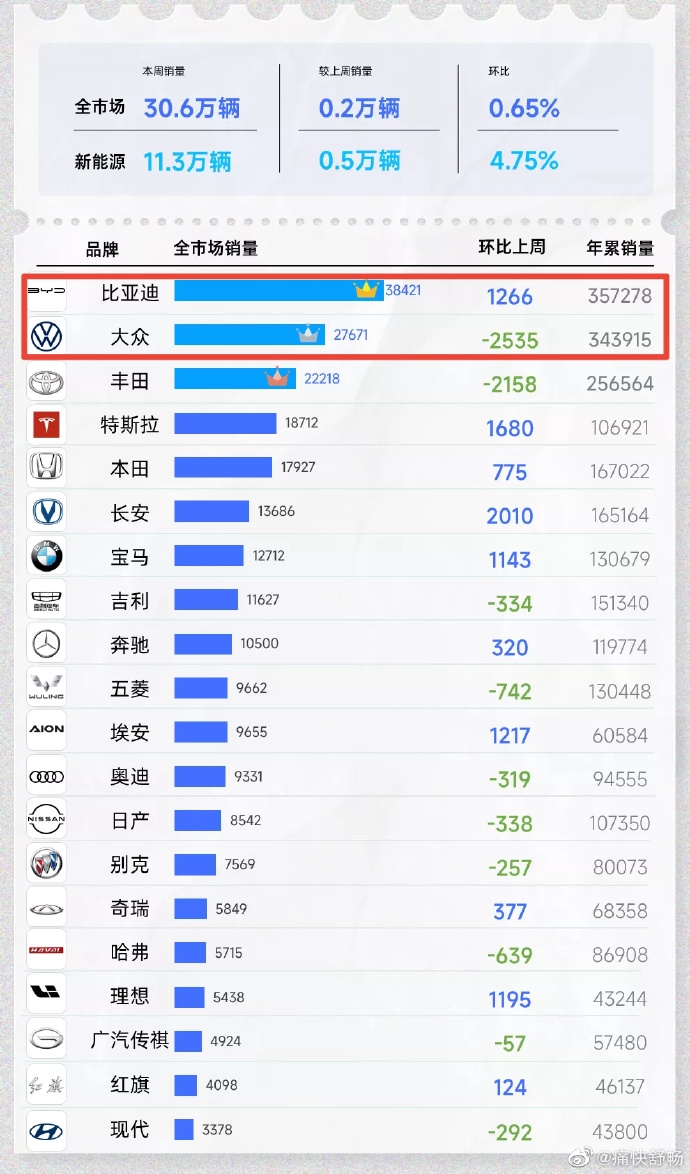 本周销量 较上周销量 环比
全市场 30.6万辆 0.2万辆 0.65%
新能源 11.3万辆 0.5万辆 4.75%
品牌 全市场销量 环比上周 年累销量
BYD 比亚迪 38421 1266 357278
大众 27671 -2535 343915
丰田 22218 -2158 256564
特斯拉 18712 1680 106921
本田 17927 775 167022
长安 13686 2010 165164
BMW 宝马 12712 1143 130679
吉利 11627 -334 151340
奔驰 10500 320 119774
WULING 五菱 9662 -742 130448
AION 埃安 9655 1217 60584
奥迪 9331 -319 94555
NISSAN 日产 8542 -338 107350
别克 7569 -257 80073
奇瑞 5849 377 68358
HAVAL 哈弗 5715 -639 86908
理想 5438 1195 43244
广汽传祺 4924 -57 57480
红旗 红旗 4098 124 46137
现代 3378 -292 43800
@痛快舒畅